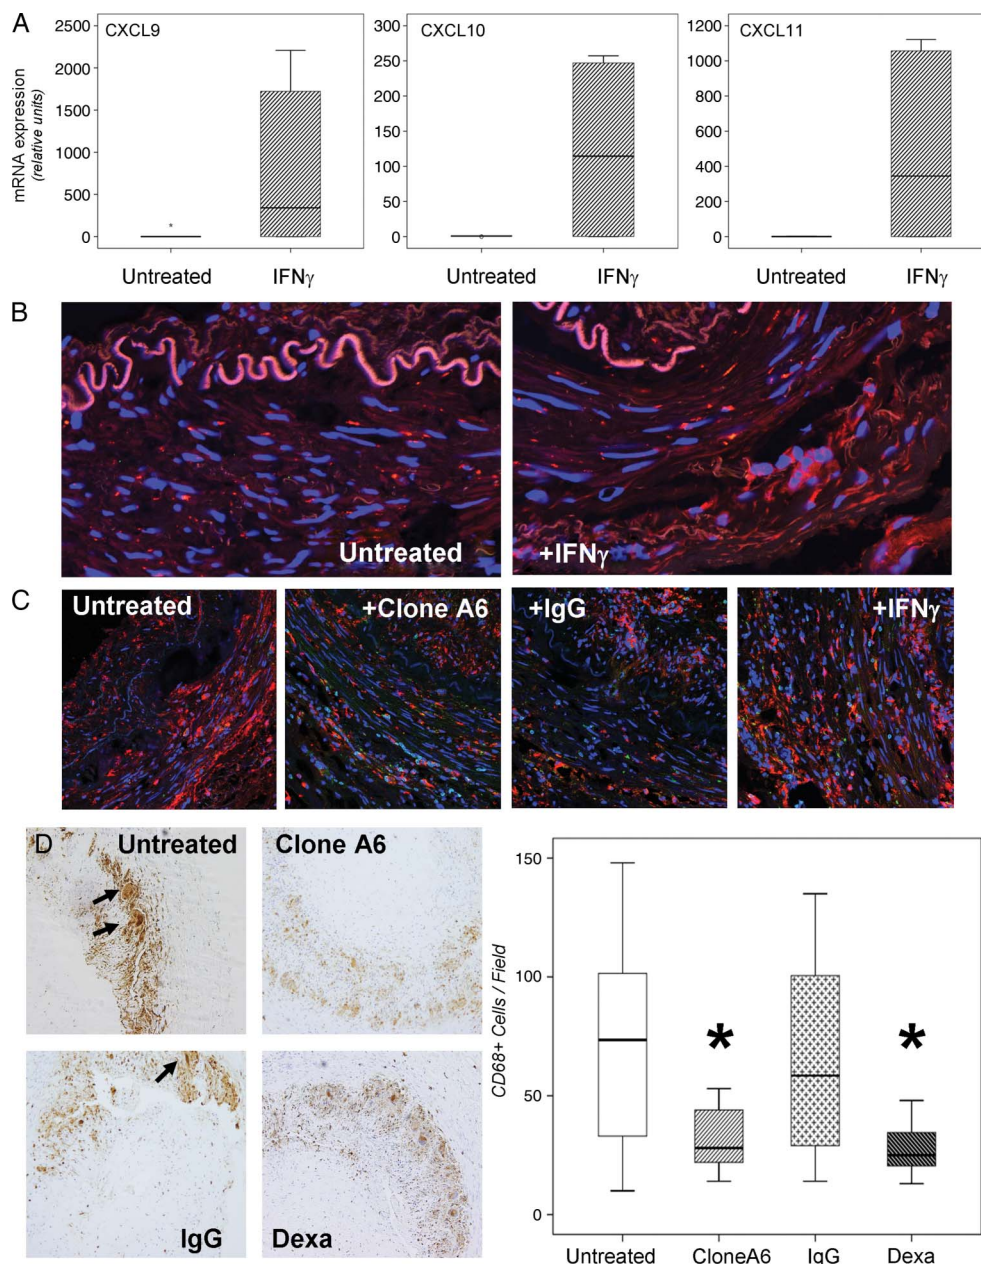 A
CXCL9
CXCL10
CXCL11
mRNA expression
(relative units)
2500
2000
1500
1000
500
0
300
250
200
150
100
50
0
1200
1000
800
600
400
200
0
Untreated IFNγ
Untreated IFNγ
Untreated IFNγ
B
Untreated
+IFNγ
C
Untreated
+Clone A6
+IgG
+IFNγ
D
Untreated
Clone A6
IgG
Dexa
CD68+ Cells / Field
150
100
50
0
*
*
Untreated CloneA6 IgG Dexa